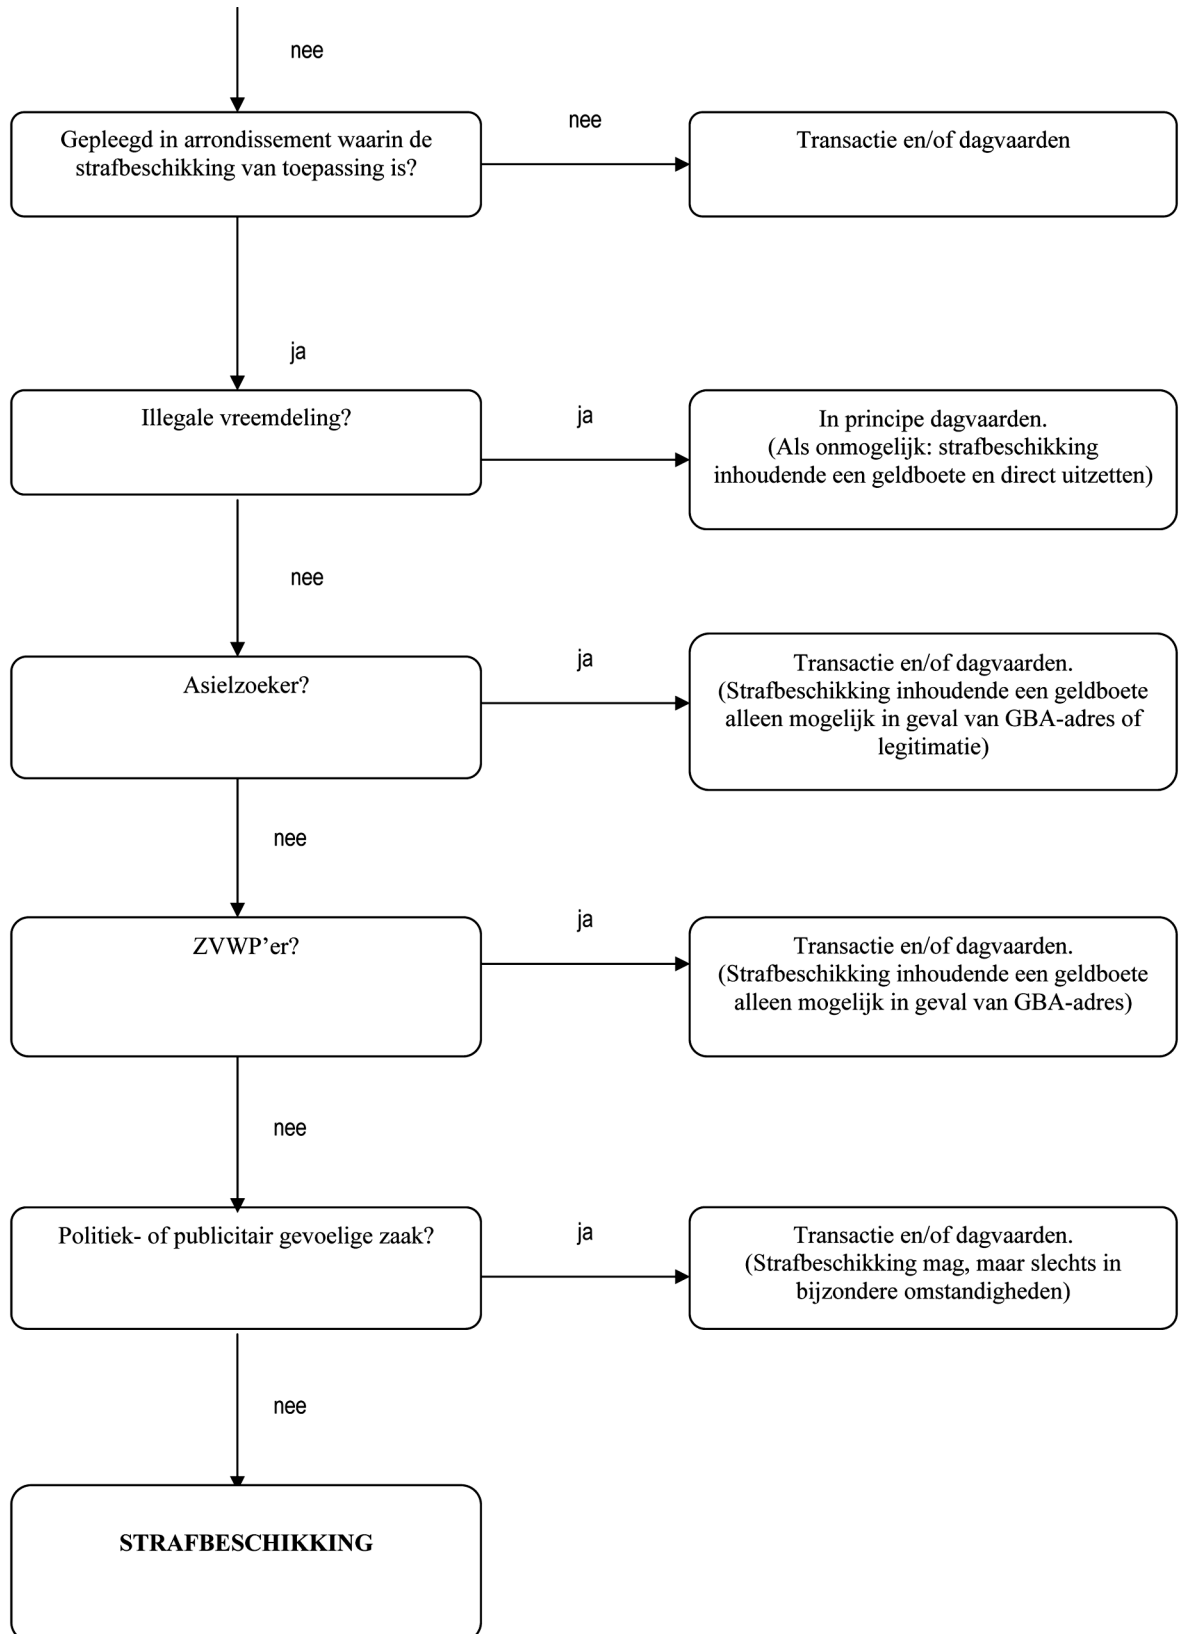 nee
Gepleegd in arrondissement waarin de
strafbeschikking van toepassing is?
nee
Transactie en/of dagvaarden
ja
Illegale vreemdeling?
ja
In principe dagvaarden.
(Als onmogelijk: strafbeschikking
inhoudende een geldboete en direct uitzetten)
nee
Asielzoeker?
ja
Transactie en/of dagvaarden.
(Strafbeschikking inhoudende een geldboete
alleen mogelijk in geval van GBA-adres of
legitimatie)
nee
ZVWP’er?
ja
Transactie en/of dagvaarden.
(Strafbeschikking inhoudende een geldboete
alleen mogelijk in geval van GBA-adres)
nee
Politiek- of publicitair gevoelige zaak?
ja
Transactie en/of dagvaarden.
(Strafbeschikking mag, maar slechts in
bijzondere omstandigheden)
nee
STRAFBESCHIKKING